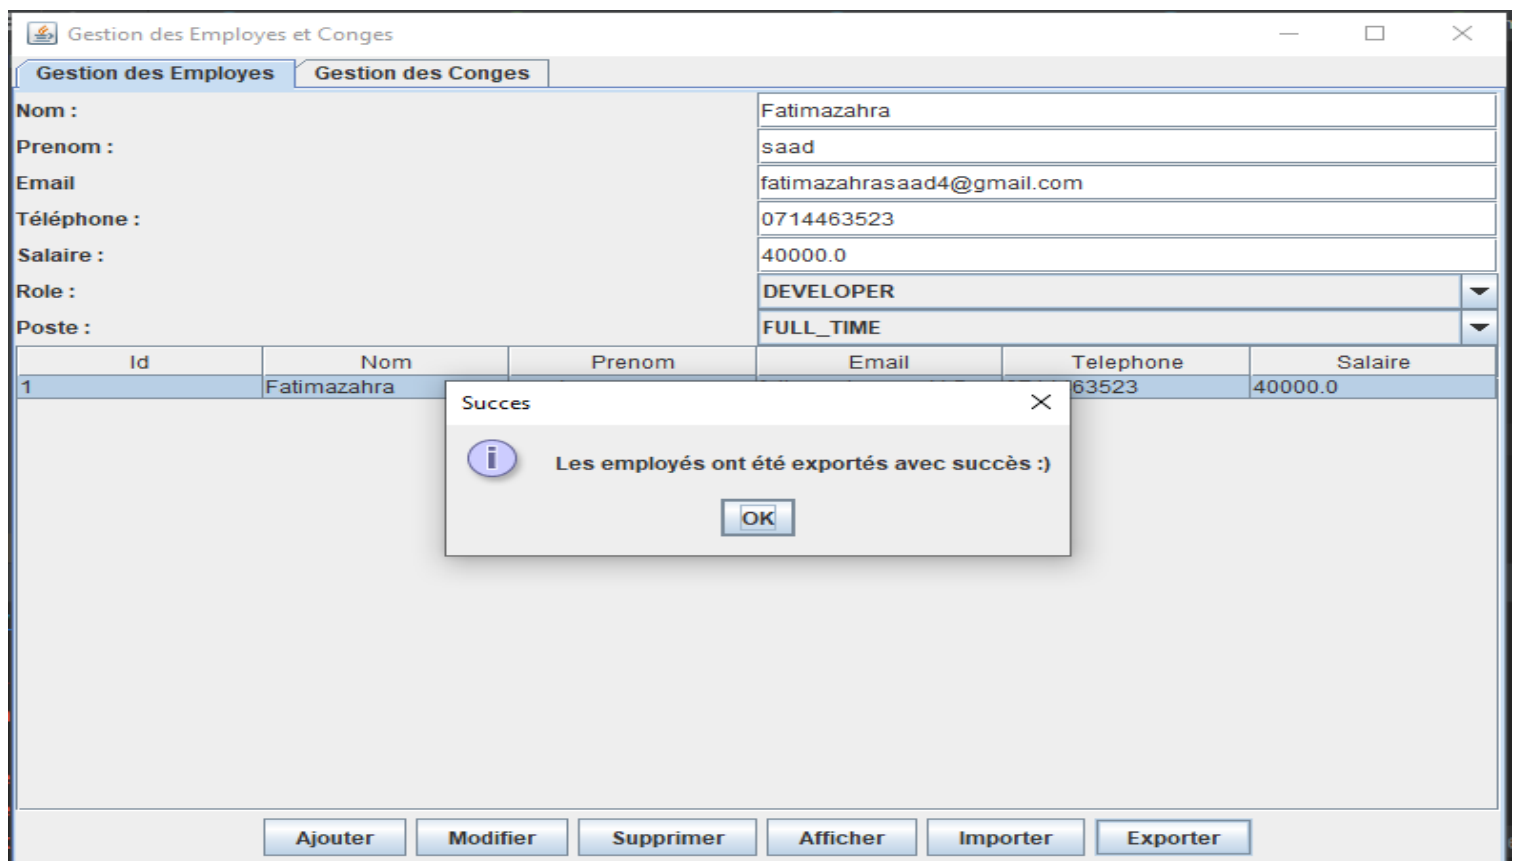 Gestion des Employes et Conges
Gestion des Employes Gestion des Conges
Nom : Fatimazahra
Prenom : saad
Email fatimazahrasaad4@gmail.com
Téléphone : 0714463523
Salaire : 40000.0
Role : DEVELOPER
Poste : FULL_TIME
Id Nom Prenom Email Telephone Salaire
1 Fatimazahra 63523 40000.0
Succes
Les employés ont été exportés avec succès :)
OK
Ajouter Modifier Supprimer Afficher Importer Exporter